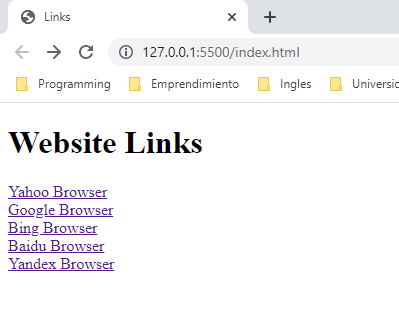 Links
127.0.0.1:5500/index.html
Programming Emprendimiento Ingles
Website Links
Yahoo Browser
Google Browser
Bing Browser
Baidu Browser
Yandex Browser